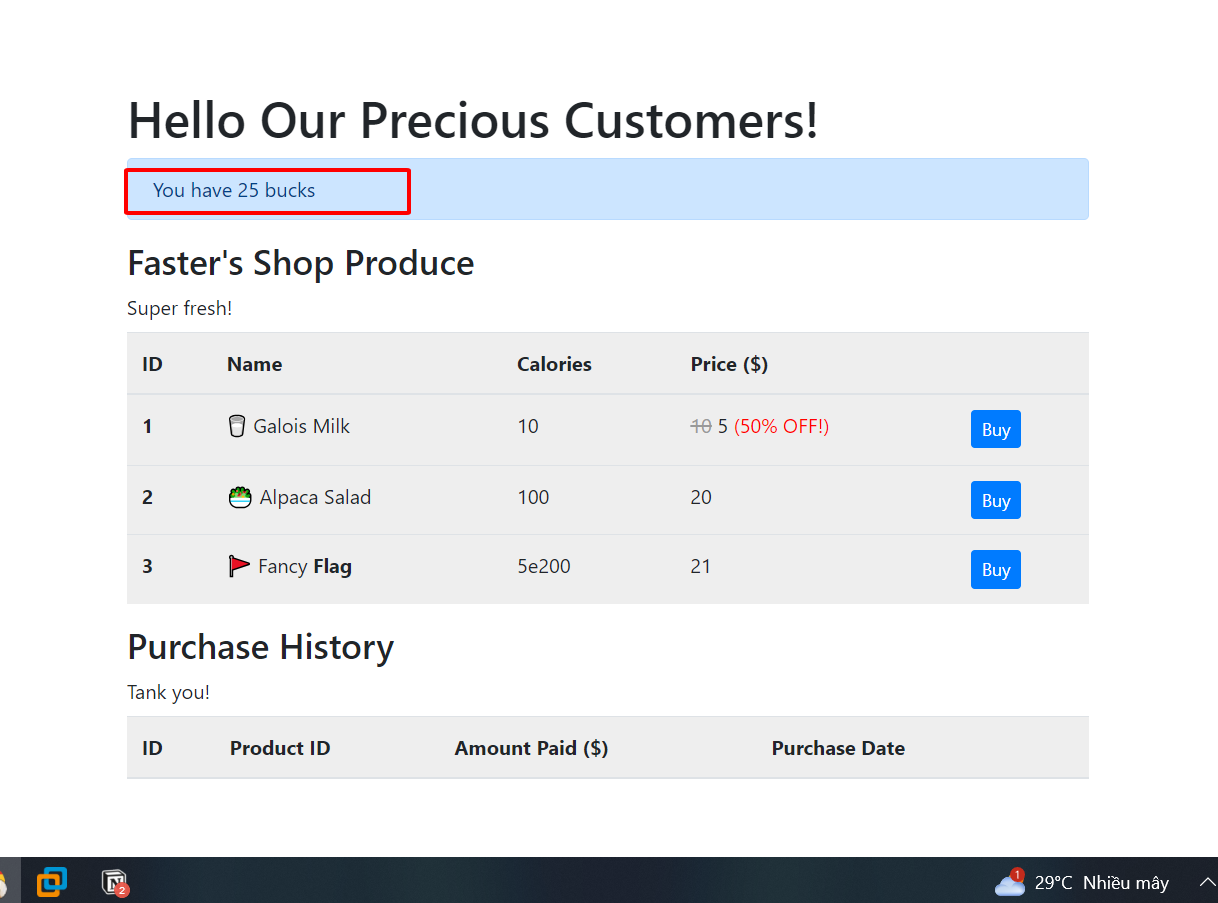 Hello Our Precious Customers!
You have 25 bucks
Faster's Shop Produce
Super fresh!
ID Name Calories Price ($)
1 Galois Milk 10 10 5 (50% OFF!) Buy
2 Alpaca Salad 100 20 Buy
3 Fancy Flag 5e200 21 Buy
Purchase History
Tank you!
ID Product ID Amount Paid ($) Purchase Date
N 2 1 29°C Nhiều mây